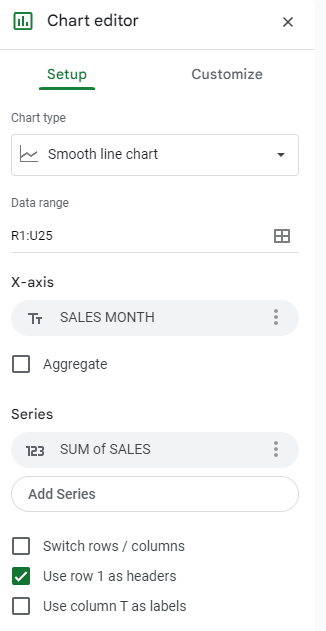 Chart editor
Setup Customize
Chart type
Smooth line chart
Data range
R1:U25
X-axis
Tт SALES MONTH
Aggregate
Series
123 SUM of SALES
Add Series
Switch rows / columns
Use row 1 as headers
Use column T as labels